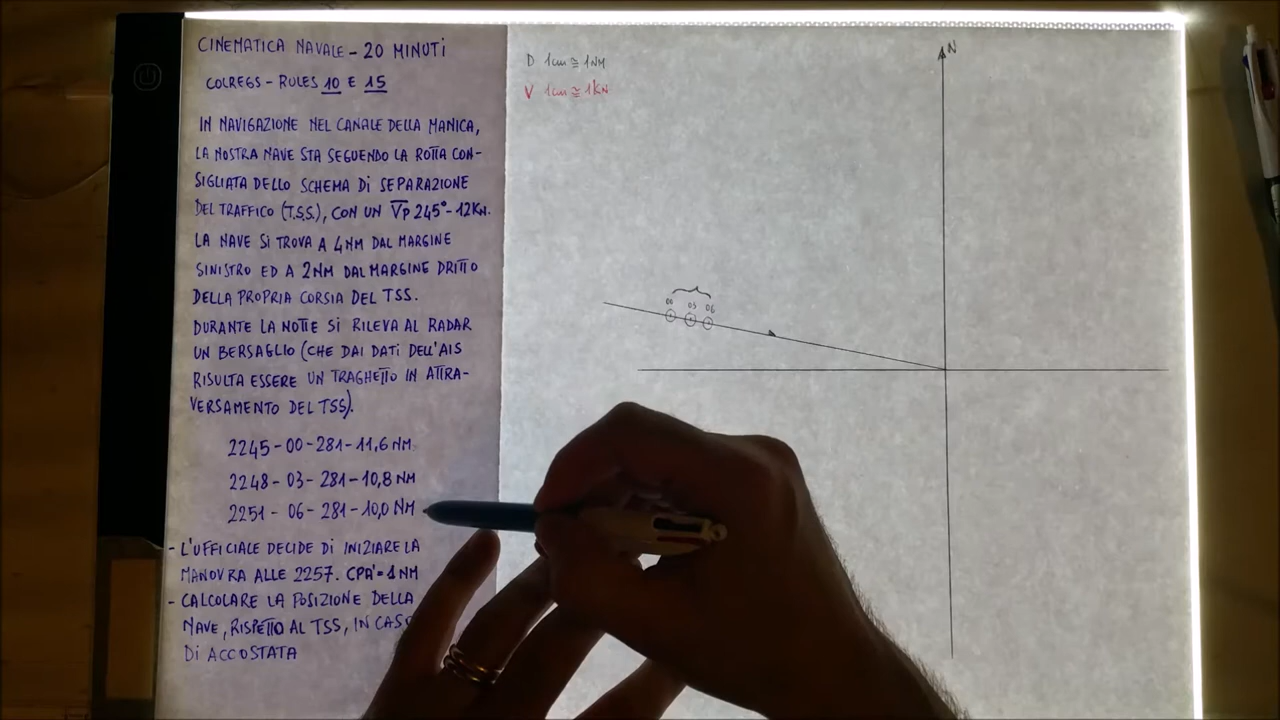 CINEMATICA NAVALE - 20 MINUTI
COLREGS - RULES 10 E 15
IN NAVIGAZIONE NEL CANALE DELLA MANICA,
LA NOSTRA NAVE STA SEGUENDO LA ROTTA CON-
SIGLIATA DELLO SCHEMA DI SEPARAZIONE
DEL TRAFFICO (T.S.S.), CON UN Vp 245° - 12KN.
LA NAVE SI TROVA A 4NM DAL MARGINE
SINISTRO ED A 2NM DAL MARGINE DRITTO
DELLA PROPRIA CORSIA DEL TSS.
DURANTE LA NOTTE SI RILEVA AL RADAR
UN BERSAGLIO (CHE DAI DATI DELL'AIS
RISULTA ESSERE UN TRAGHETTO IN ATTRA-
VERSAMENTO DEL TSS).
2245 - 00 - 281 - 11,6 NM
2248 - 03 - 281 - 10,8 NM
2251 - 06 - 281 - 10,0 NM
- L'UFFICIALE DECIDE DI INIZIARE LA
MANOVRA ALLE 2257. CPA' = 1 NM
- CALCOLARE LA POSIZIONE DELLA
NAVE, RISPETTO AL TSS, IN
DI ACCOSTATA
D 1cm ≅ 1NM
V 1cm ≅ 1KN
N
00 03 06